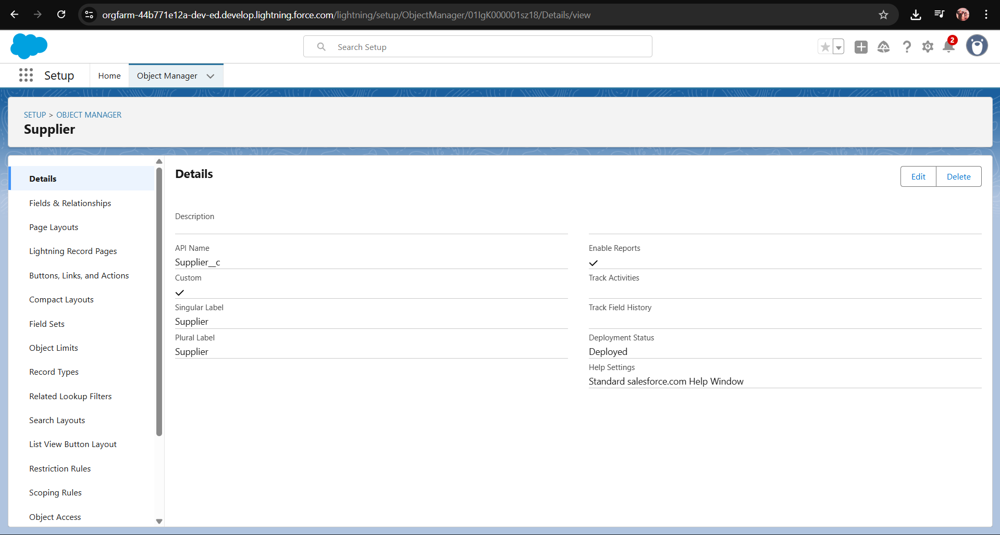 orgfarm-44b771e12a-dev-ed.develop.lightning.force.com/lightning/setup/ObjectManager/01IgK000001sz18/Details/view
Search Setup
2
Setup
Home
Object Manager
SETUP > OBJECT MANAGER
Supplier
Details
Fields & Relationships
Page Layouts
Lightning Record Pages
Buttons, Links, and Actions
Compact Layouts
Field Sets
Object Limits
Record Types
Related Lookup Filters
Search Layouts
List View Button Layout
Restriction Rules
Scoping Rules
Object Access
Details
Edit
Delete
Description
API Name
Supplier__c
Custom
Singular Label
Supplier
Plural Label
Supplier
Enable Reports
Track Activities
Track Field History
Deployment Status
Deployed
Help Settings
Standard salesforce.com Help Window